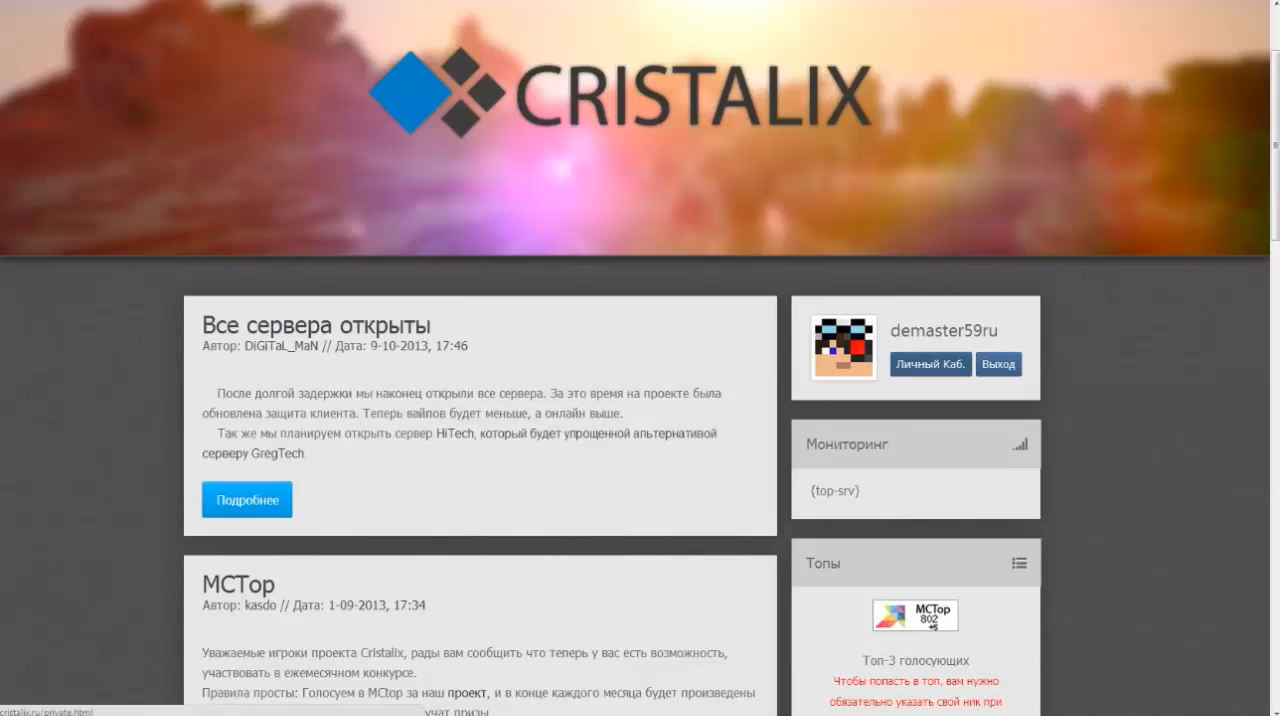 CRISTALIX
Все сервера открыты
Автор: DiGiTaL_MaN // Дата: 9-10-2013, 17:46
После долгой задержки мы наконец открыли все сервера. За это время на проекте была
обновлена защита клиента. Теперь вайпов будет меньше, а онлайн выше.
Так же мы планируем открыть сервер HiTech, который будет упрощенной альтернативой
серверу GregTech.
Подробнее
MCTop
Автор: kasdo // Дата: 1-09-2013, 17:34
Уважаемые игроки проекта Cristalix, рады вам сообщить что теперь у вас есть возможность,
участвовать в ежемесячном конкурсе.
Правила просты: Голосуем в MCtop за наш проект, и в конце каждого месяца будет произведены
учат призы
demaster59ru
Личный Каб.
Выход
Мониторинг
{top-srv}
Топы
MCTop
802
+5
Топ-3 голосующих
Чтобы попасть в топ, вам нужно
обязательно указать свой ник при
cristalix.ru/private.html